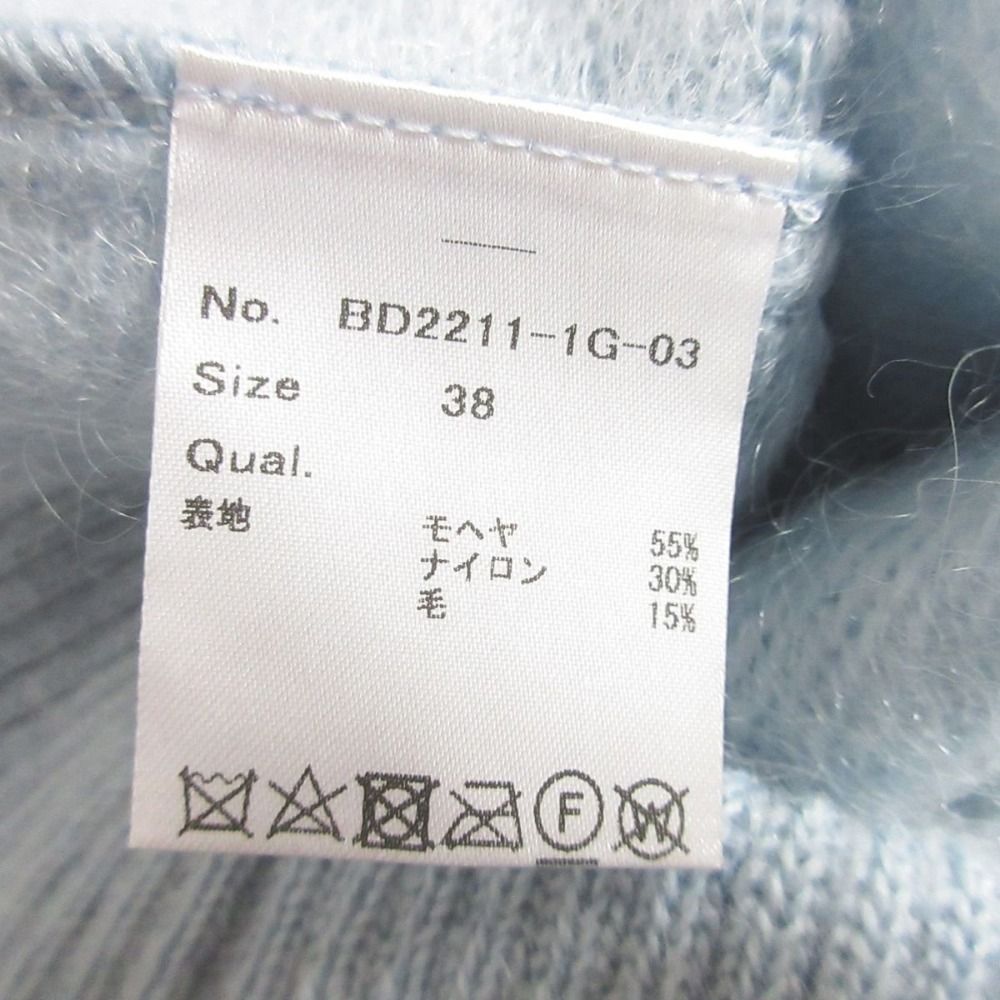 No. BD2211-1G-03
Size 38
Qual.
表地 モヘヤ 55%
ナイロン 30%
毛 15%
F W